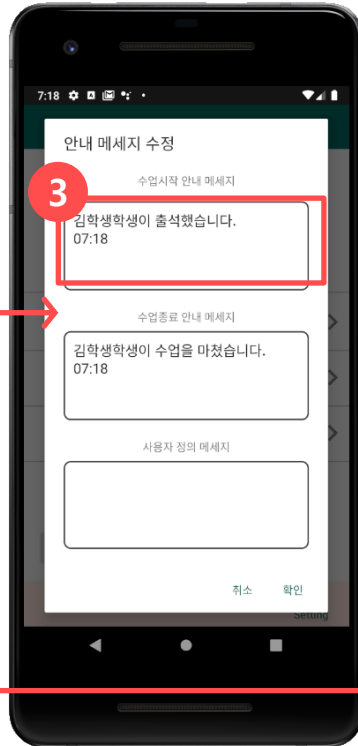 7:18
안내 메세지 수정
3
수업시작 안내 메세지
김학생학생이 출석했습니다.
07:18
수업종료 안내 메세지
김학생학생이 수업을 마쳤습니다.
07:18
사용자 정의 메세지
취소 확인
Setting